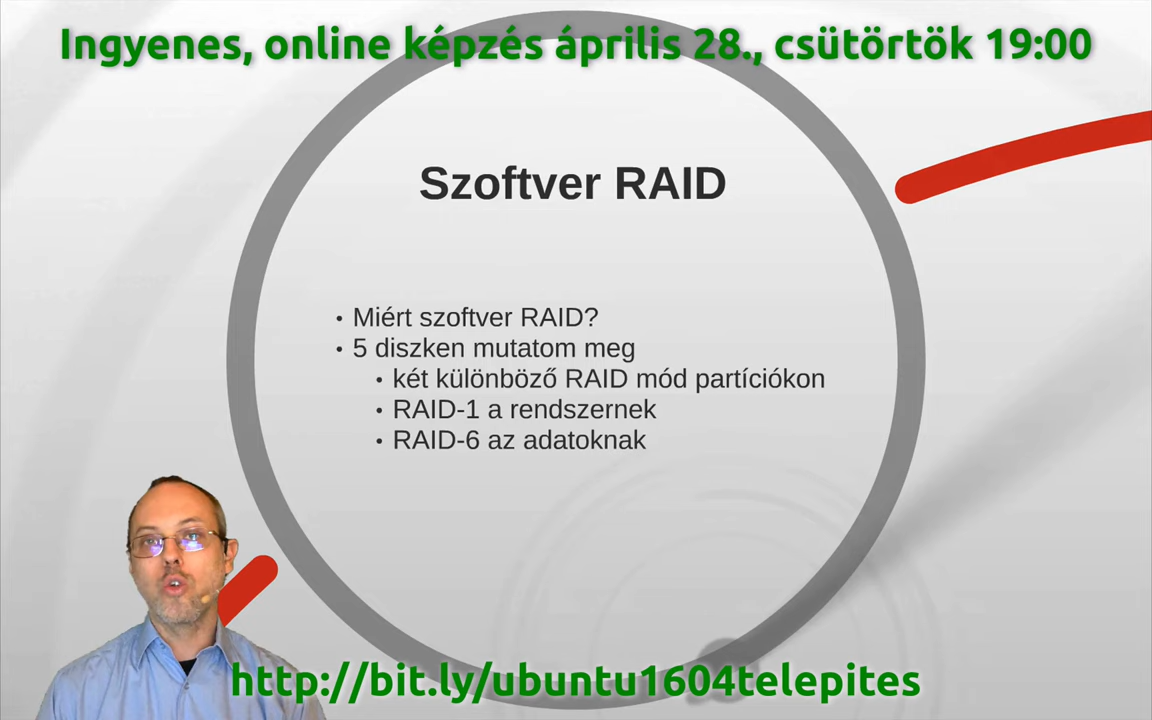 Ingyenes, online képzés április 28., csütörtök 19:00
Szoftver RAID
• Miért szoftver RAID?
• 5 diszken mutatom meg
• két különböző RAID mód partíciókon
• RAID-1 a rendszernek
• RAID-6 az adatoknak
http://bit.ly/ubuntu1604telepites